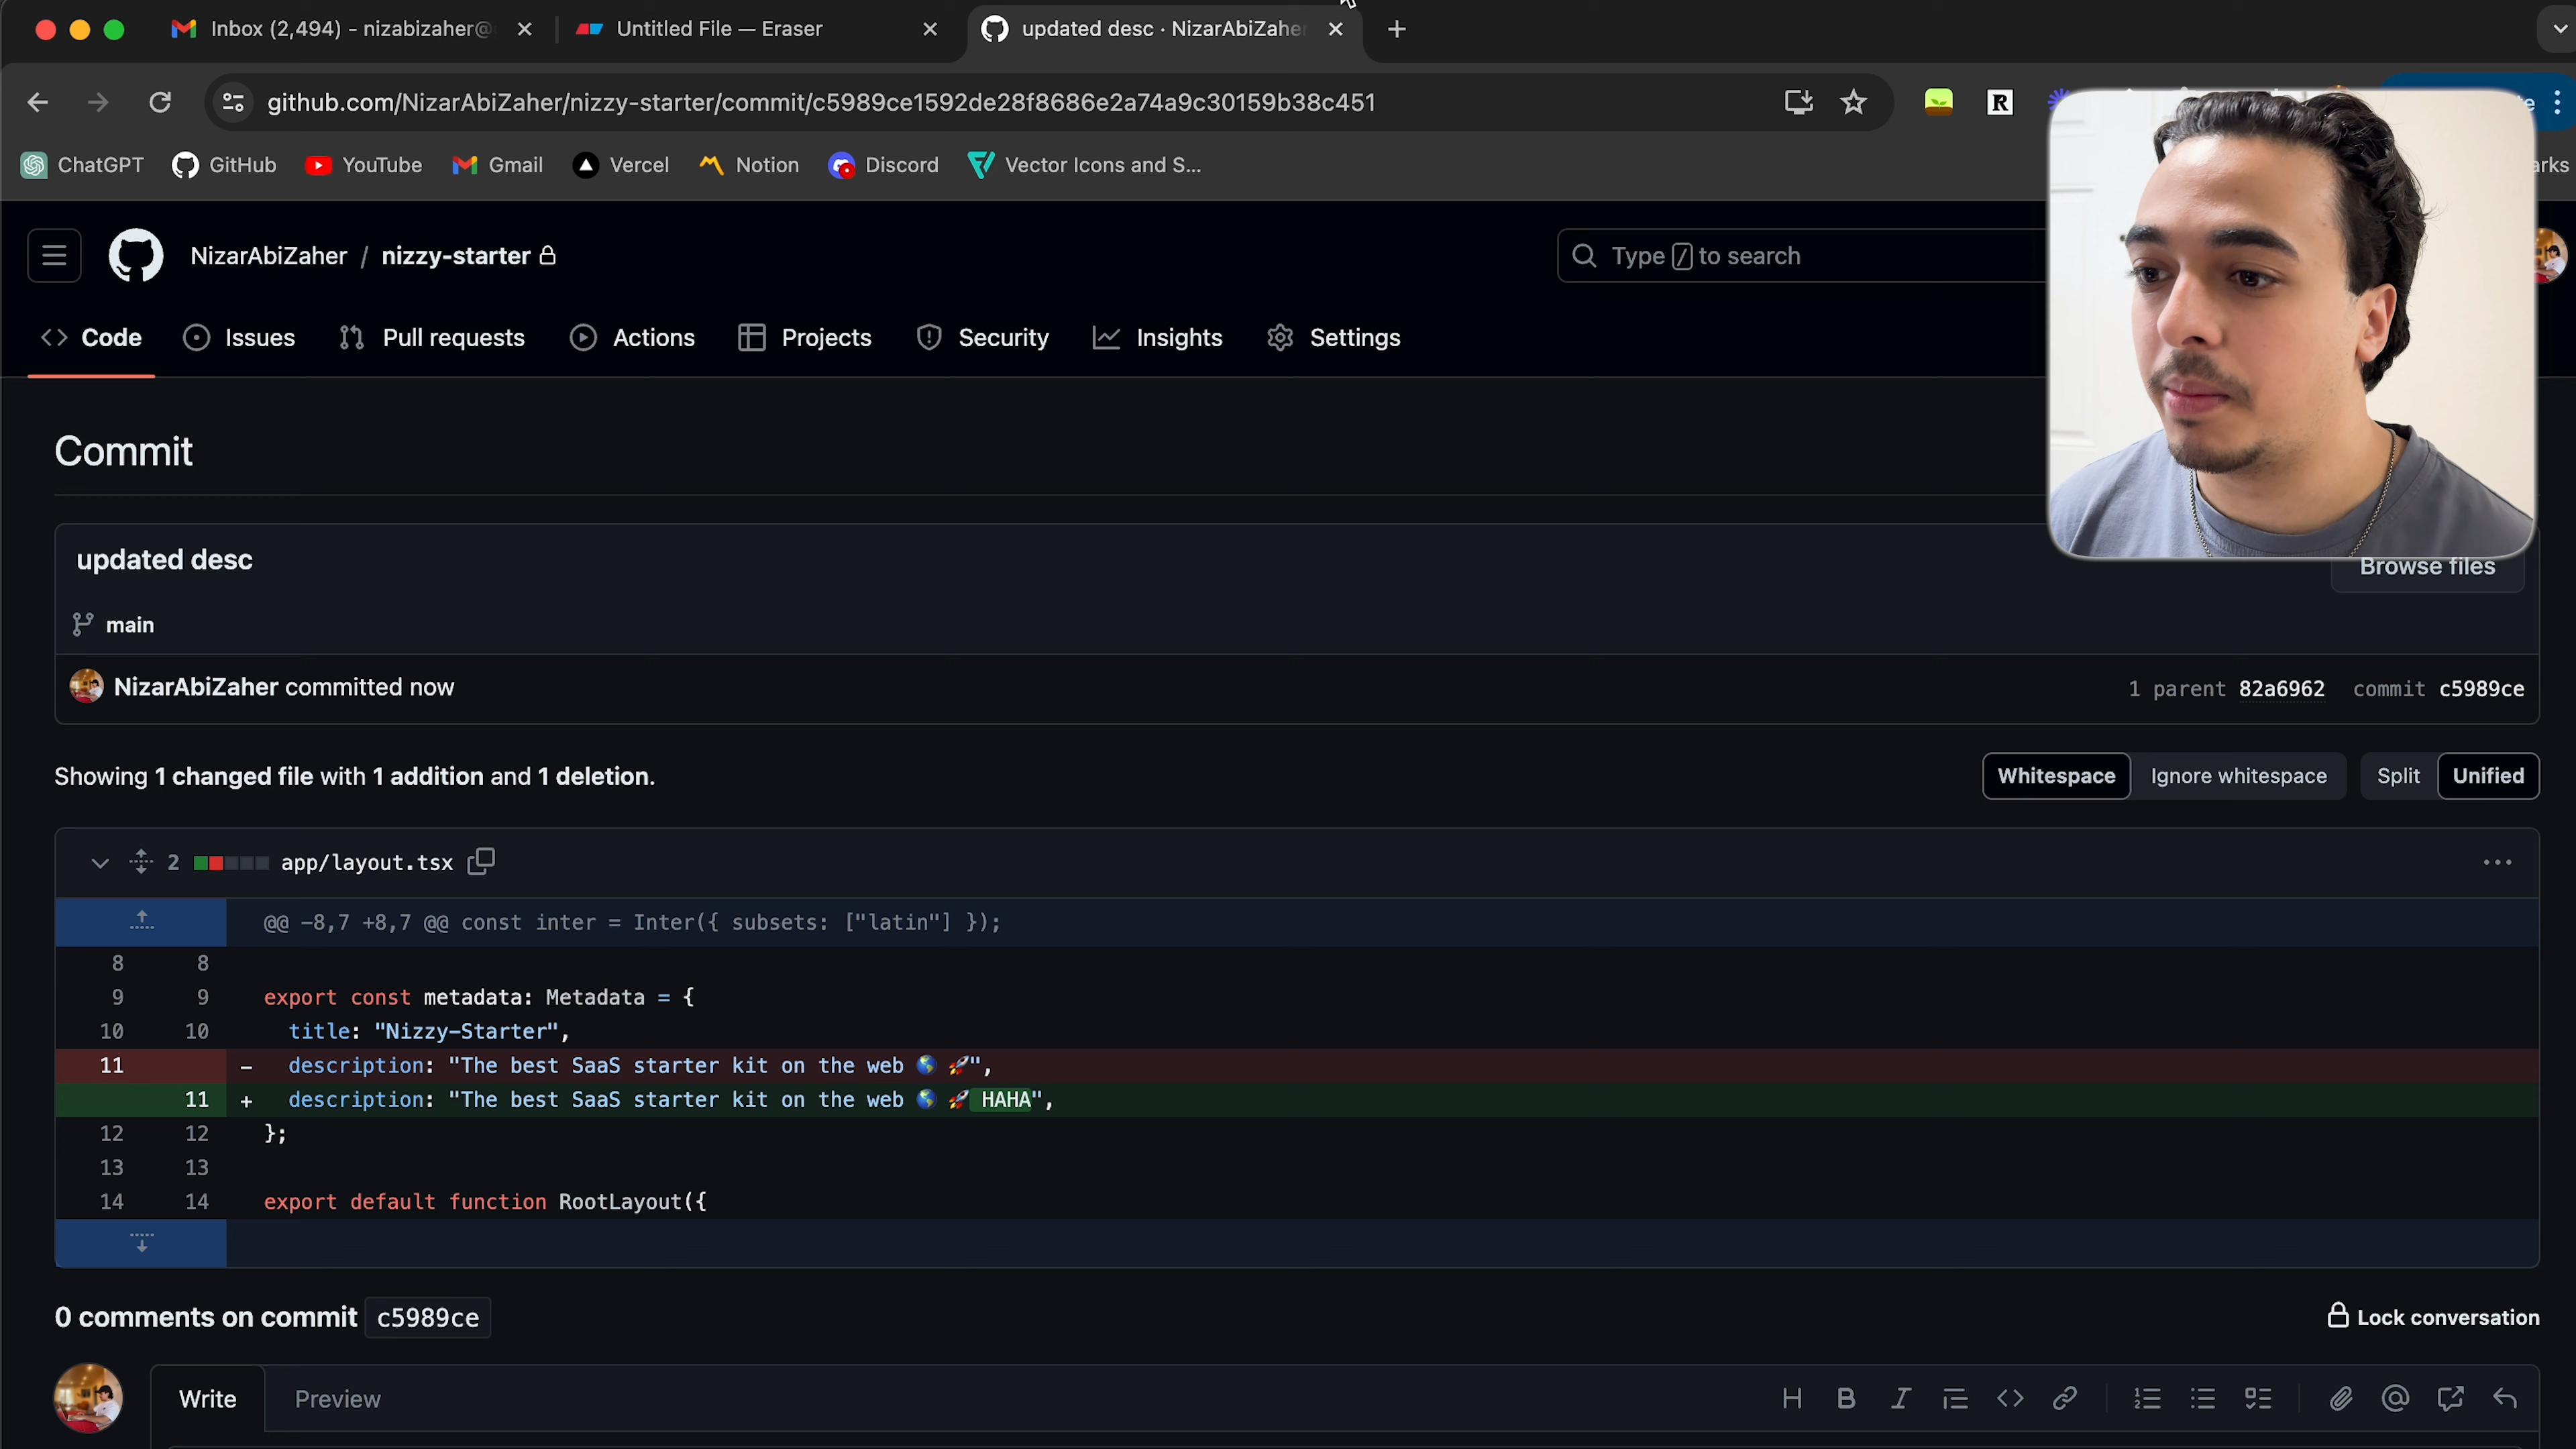 Inbox (2,494) - nizabizaher@
Untitled File — Eraser
updated desc · NizarAbiZaher
github.com/NizarAbiZaher/nizzy-starter/commit/c5989ce1592de28f8686e2a74a9c30159b38c451
ChatGPT GitHub YouTube Gmail Vercel Notion Discord Vector Icons and S...
NizarAbiZaher / nizzy-starter
Type / to search
Code Issues Pull requests Actions Projects Security Insights Settings
Commit
updated desc
Browse files
main
NizarAbiZaher committed now
1 parent 82a6962 commit c5989ce
Showing 1 changed file with 1 addition and 1 deletion.
Whitespace Ignore whitespace Split Unified
2 app/layout.tsx
@@ -8,7 +8,7 @@ const inter = Inter({ subsets: ["latin"] });
8 8
9 9 export const metadata: Metadata = {
10 10 title: "Nizzy-Starter",
11 - description: "The best SaaS starter kit on the web 🌎 🚀",
11 + description: "The best SaaS starter kit on the web 🌎 🚀 HAHA",
12 12 };
13 13
14 14 export default function RootLayout({
0 comments on commit c5989ce
Lock conversation
Write Preview